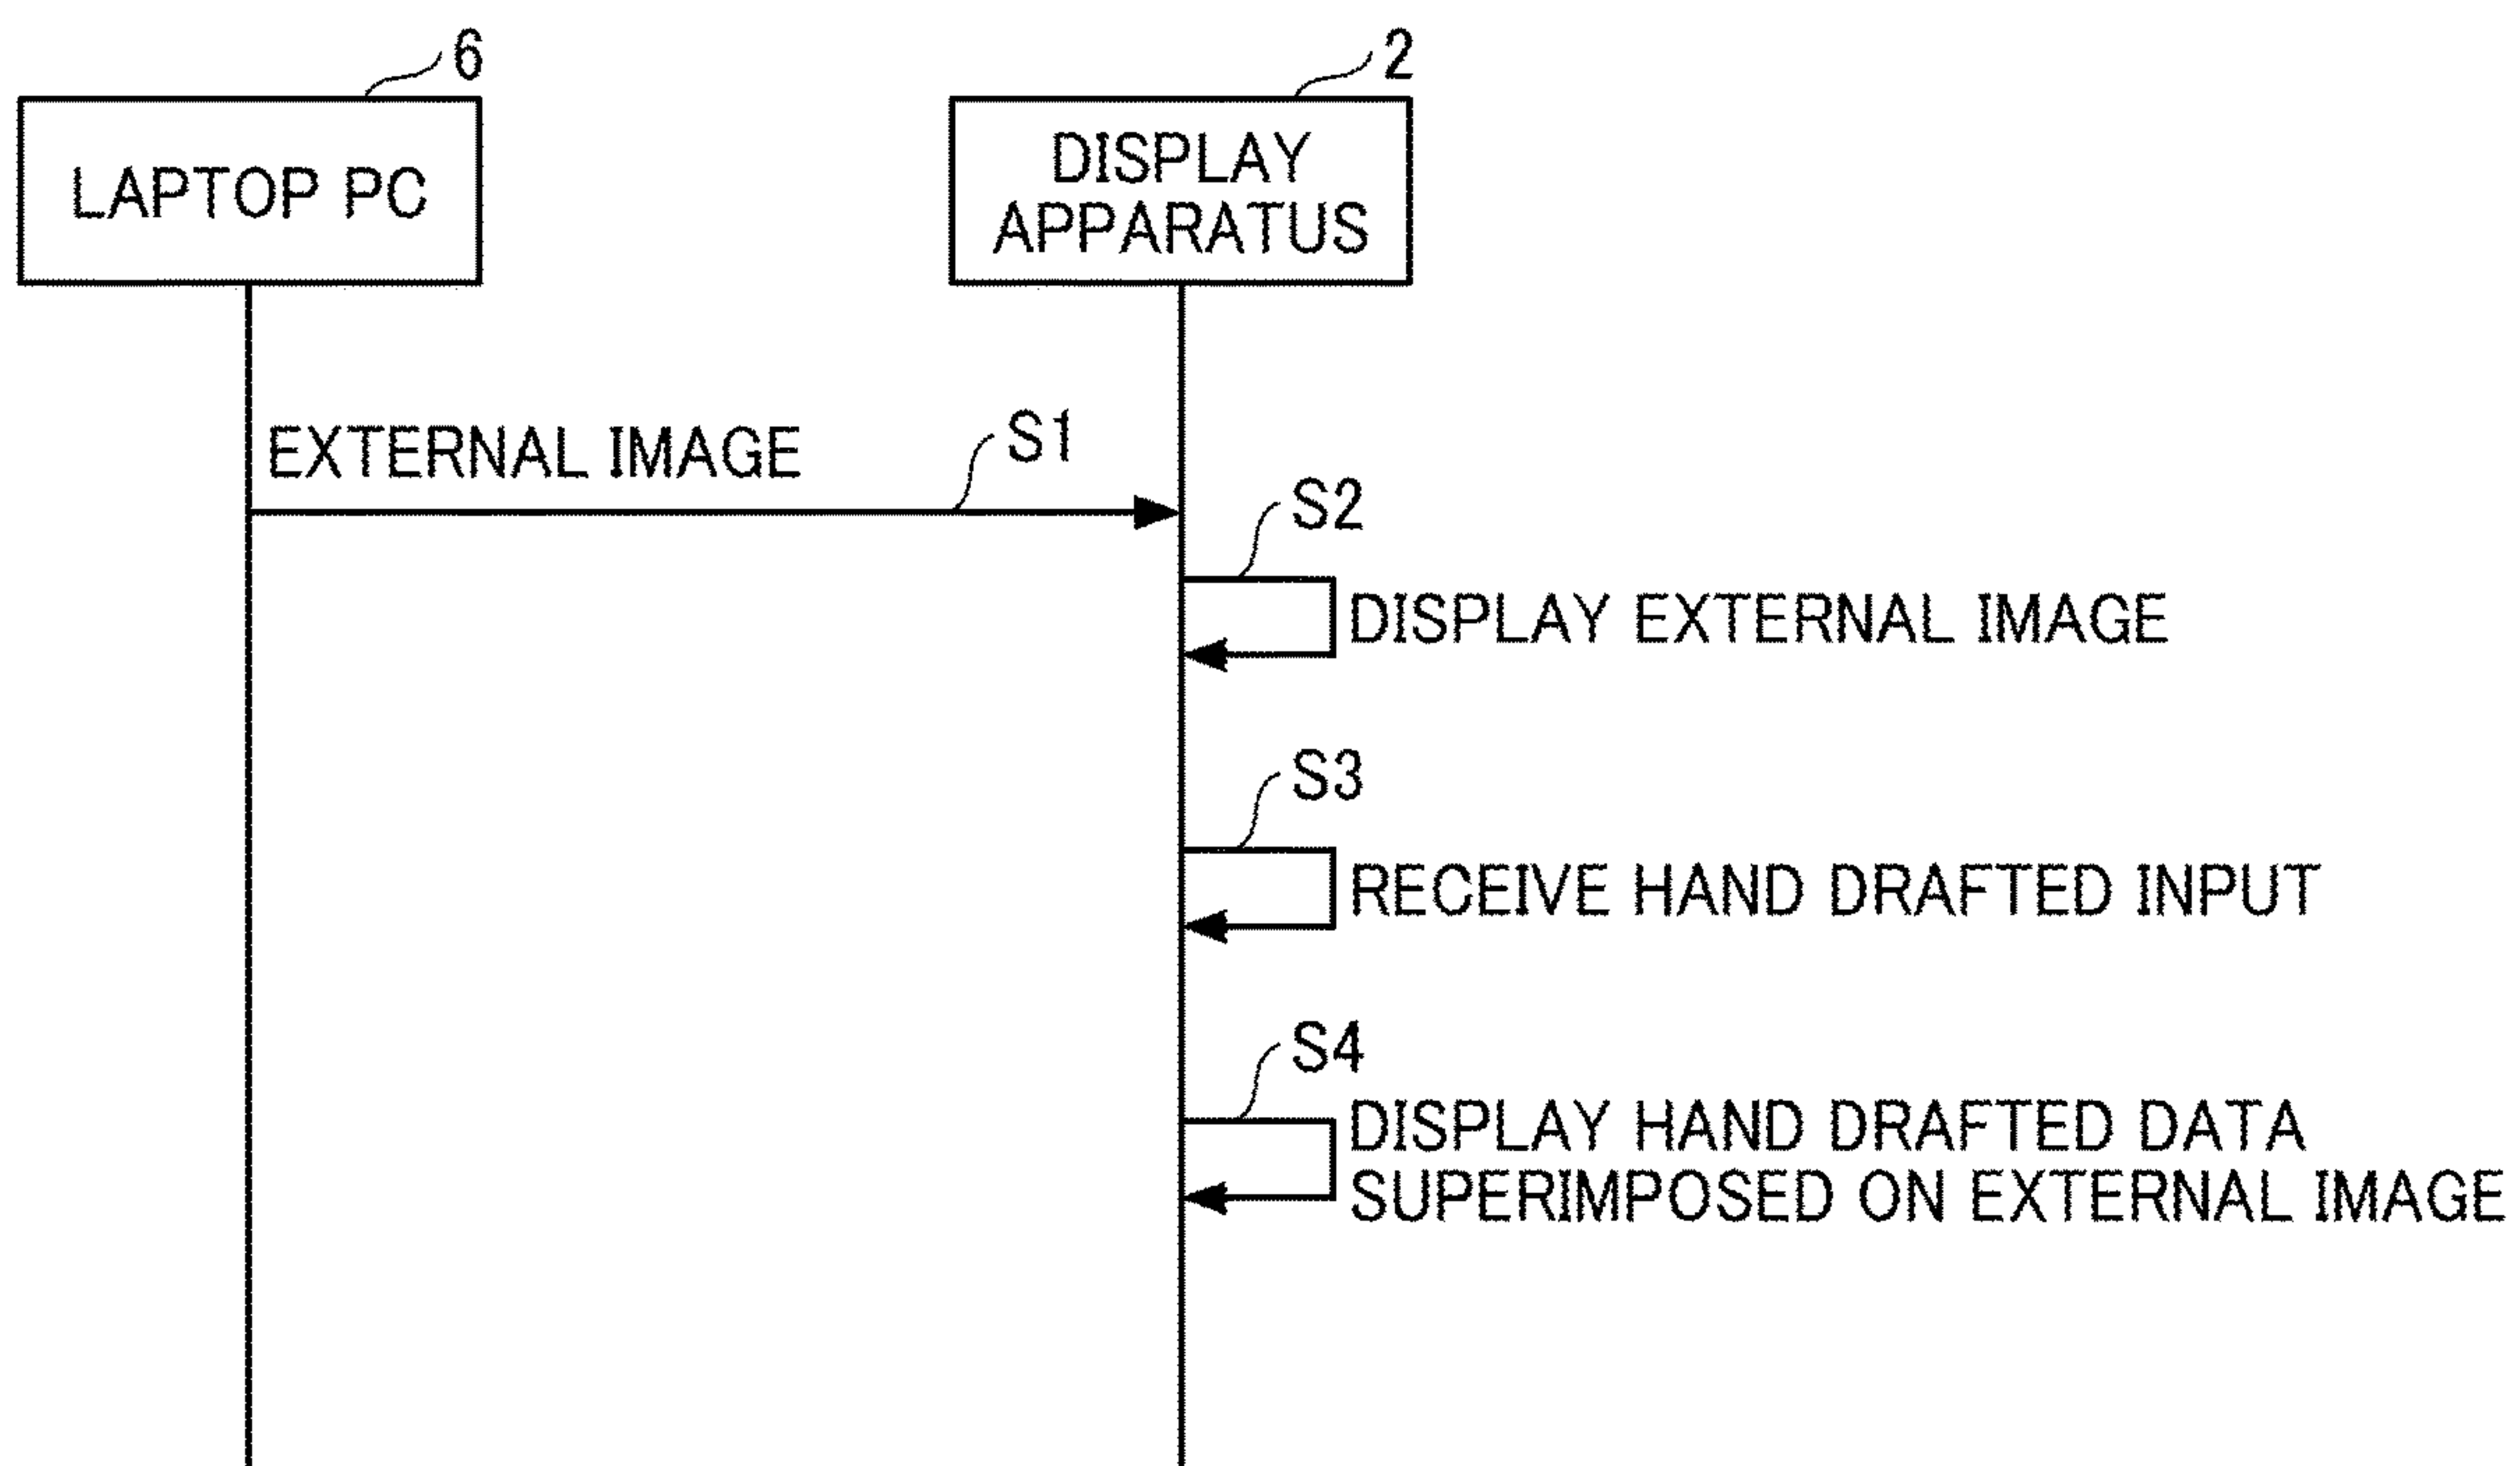 6
2
LAPTOP PC
DISPLAY
APPARATUS
EXTERNAL IMAGE
S1
S2
DISPLAY EXTERNAL IMAGE
S3
RECEIVE HAND DRAFTED INPUT
S4
DISPLAY HAND DRAFTED DATA
SUPERIMPOSED ON EXTERNAL IMAGE